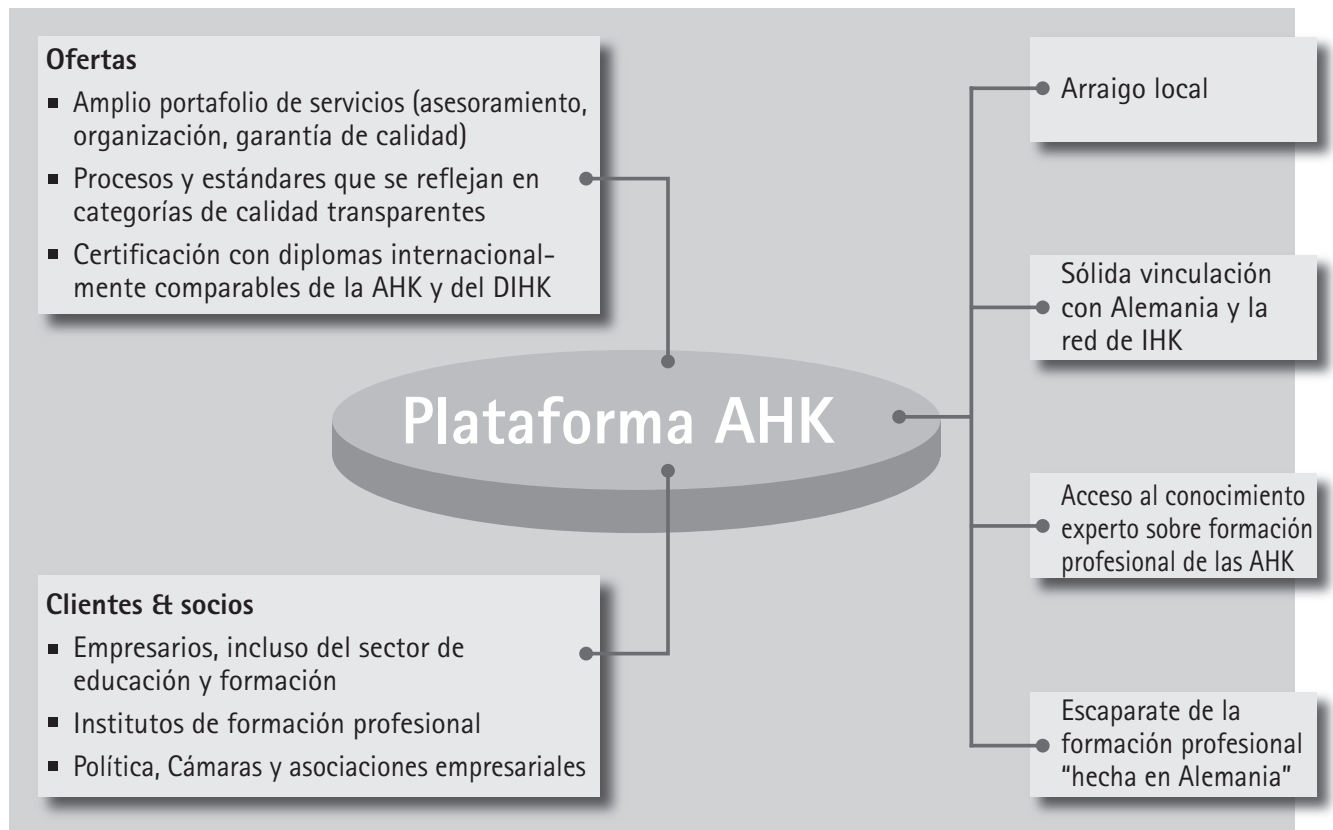 Ofertas
▪ Amplio portafolio de servicios (asesoramiento,
organización, garantía de calidad)
▪ Procesos y estándares que se reflejan en
categorías de calidad transparentes
▪ Certificación con diplomas internacional-
mente comparables de la AHK y del DIHK
Plataforma AHK
Clientes & socios
▪ Empresarios, incluso del sector de
educación y formación
▪ Institutos de formación profesional
▪ Política, Cámaras y asociaciones empresariales
Arraigo local
Sólida vinculación
con Alemania y la
red de IHK
Acceso al conocimiento
experto sobre formación
profesional de las AHK
Escaparate de la
formación profesional
“hecha en Alemania”